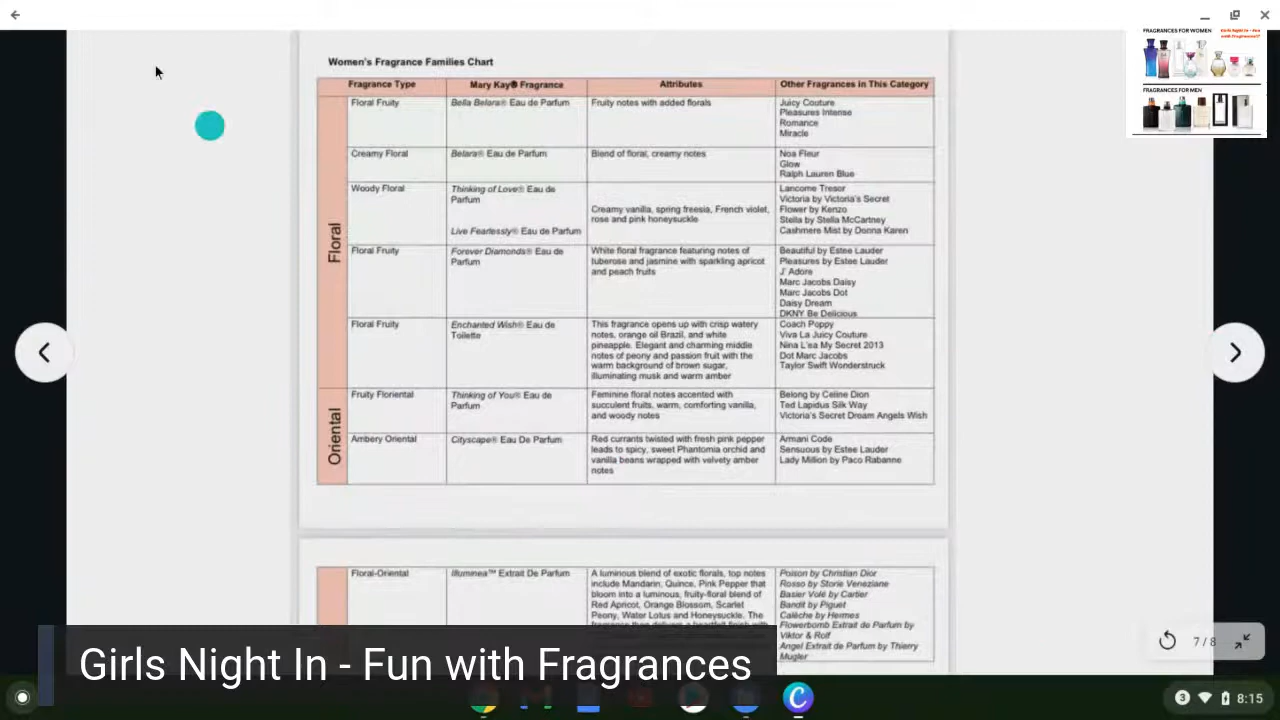 FRAGRANCES FOR WOMEN
Girls Night In - Fun
with Fragrances!!
FRAGRANCES FOR MEN
Women's Fragrance Families Chart
Fragrance Type Mary Kay® Fragrance Attributes Other Fragrances in This Category
Floral
Floral Fruity
Bella Belara® Eau de Parfum
Fruity notes with added florals
Juicy Couture
Pleasures Intense
Romance
Miracle
Creamy Floral
Belara® Eau de Parfum
Blend of floral, creamy notes
Noa Fleur
Glow
Ralph Lauren Blue
Woody Floral
Thinking of Love® Eau de
Parfum
Live Fearlessly® Eau de Parfum
Creamy vanilla, spring freesia, French violet,
rose and pink honeysuckle
Lancome Tresor
Victoria by Victoria's Secret
Flower by Kenzo
Stella by Stella McCartney
Cashmere Mist by Donna Karen
Floral Fruity
Forever Diamonds® Eau de
Parfum
White floral fragrance featuring notes of
tuberose and jasmine with sparkling apricot
and peach fruits
Beautiful by Estee Lauder
Pleasures by Estee Lauder
J' Adore
Marc Jacobs Daisy
Marc Jacobs Dot
Daisy Dream
DKNY Be Delicious
Floral Fruity
Enchanted Wish® Eau de
Toilette
This fragrance opens up with crisp watery
notes, orange oil Brazil, and white
pineapple. Elegant and charming middle
notes of peony and passion fruit with the
warm background of brown sugar,
illuminating musk and warm amber
Coach Poppy
Viva La Juicy Couture
Nina L'ea My Secret 2013
Dot Marc Jacobs
Taylor Swift Wonderstruck
Oriental
Fruity Floriental
Thinking of You® Eau de
Parfum
Feminine floral notes accented with
succulent fruits, warm, comforting vanilla,
and woody notes
Belong by Celine Dion
Ted Lapidus Silk Way
Victoria's Secret Dream Angels Wish
Ambery Oriental
Cityscape® Eau De Parfum
Red currants twisted with fresh pink pepper
leads to spicy, sweet Phantomia orchid and
vanilla beans wrapped with velvety amber
notes
Armani Code
Sensuous by Estee Lauder
Lady Million by Paco Rabanne
Floral-Oriental
Illuminea™ Extrait De Parfum
A luminous blend of exotic florals, top notes
include Mandarin, Quince, Pink Pepper that
bloom into a luminous, fruity-floral blend of
Red Apricot, Orange Blossom, Scarlet
Peony, Water Lotus and Honeysuckle. The
Poison by Christian Dior
Rosso by Storie Veneziane
Basier Volé by Cartier
Bandit by Piguet
Calèche by Hermes
Flowerbomb Extrait de Parfum by
Viktor & Rolf
Angel Extrait de Parfum by Thierry
Mugler
7 / 8
Girls Night In - Fun with Fragrances
3
8:15